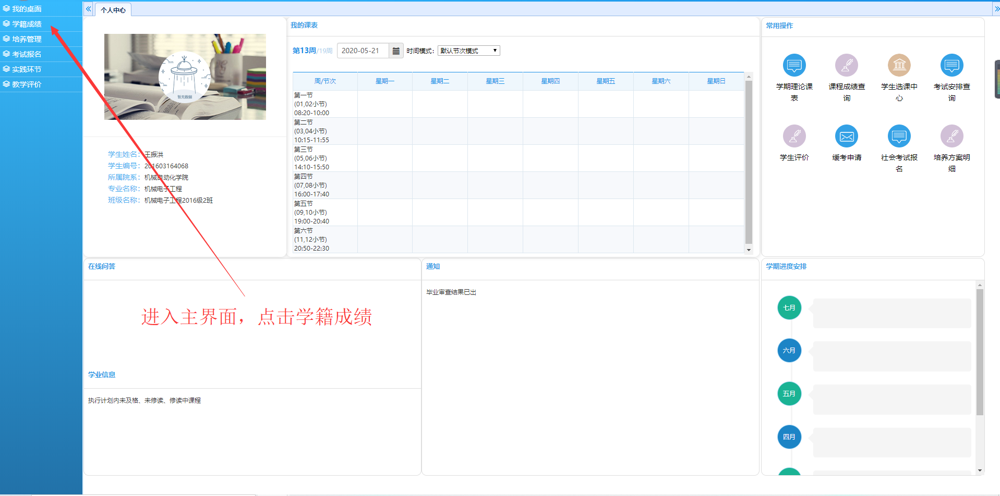 我的桌面
学籍成绩
培养管理
考试报名
实践环节
教学评价
个人中心
暂无数据
学生姓名：王振洪
学生编号：201603164068
所属院系：机械自动化学院
专业名称：机械电子工程
班级名称：机械电子工程2016级2班
我的课表
第13周/19周 2020-05-21 时间模式：默认节次模式
周/节次 星期一 星期二 星期三 星期四 星期五 星期六 星期日
第一节
(01,02小节)
08:20-10:00
第二节
(03,04小节)
10:15-11:55
第三节
(05,06小节)
14:10-15:50
第四节
(07,08小节)
16:00-17:40
第五节
(09,10小节)
19:00-20:40
第六节
(11,12小节)
20:50-22:30
常用操作
学期理论课
表
课程成绩查
询
学生选课中
心
考试安排查
询
学生评价
缓考申请
社会考试报
名
培养方案明
细
在线问答
进入主界面，点击学籍成绩
学业信息
执行计划内未及格、未修读、修读中课程
通知
毕业审查结果已出
学期进度安排
七月
六月
五月
四月